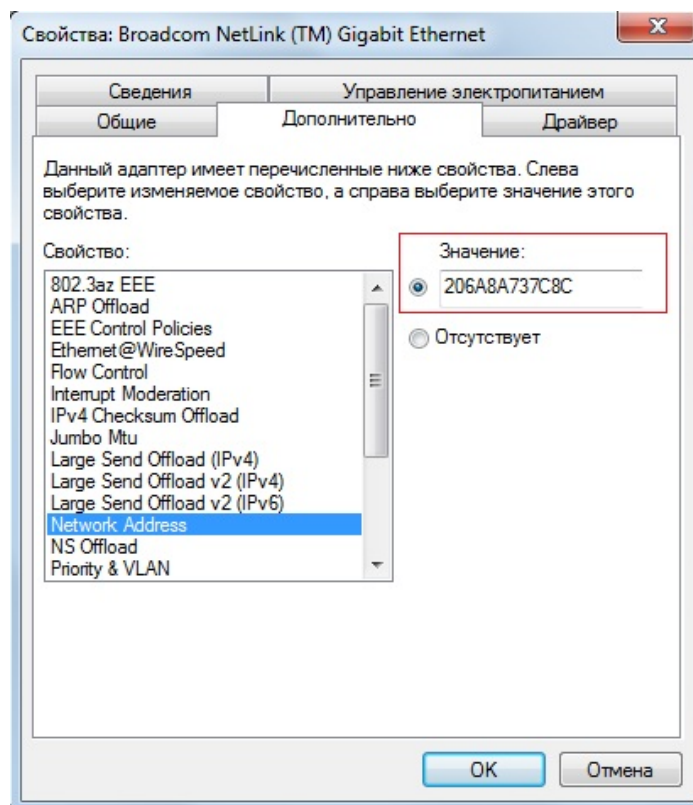 Свойства: Broadcom NetLink (TM) Gigabit Ethernet
Сведения
Управление электропитанием
Общие
Дополнительно
Драйвер
Данный адаптер имеет перечисленные ниже свойства. Слева
выберите изменяемое свойство, а справа выберите значение этого
свойства.
Свойство:
802.3az EEE
ARP Offload
EEE Control Policies
Ethernet@WireSpeed
Flow Control
Interrupt Moderation
IPv4 Checksum Offload
Jumbo Mtu
Large Send Offload (IPv4)
Large Send Offload v2 (IPv4)
Large Send Offload v2 (IPv6)
Network Address
NS Offload
Priority & VLAN
Значение:
206A8A737C8C
Отсутствует
OK
Отмена